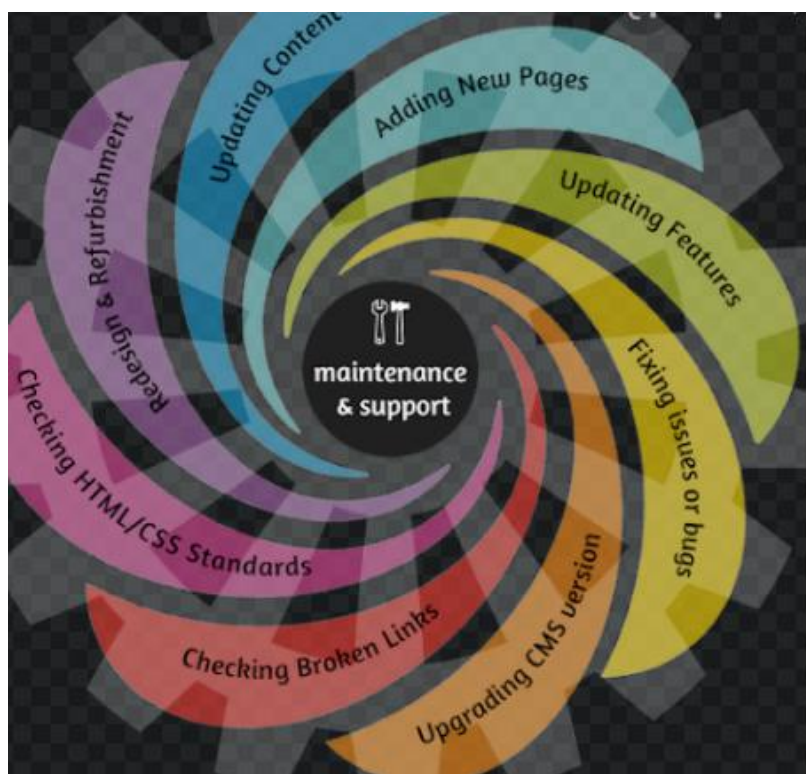 Updating Content
Adding New Pages
Updating Features
Fixing issues or bugs
Upgrading CMS version
Checking Broken Links
Checking HTML/CSS Standards
Redesign & Refurbishment
maintenance
& support